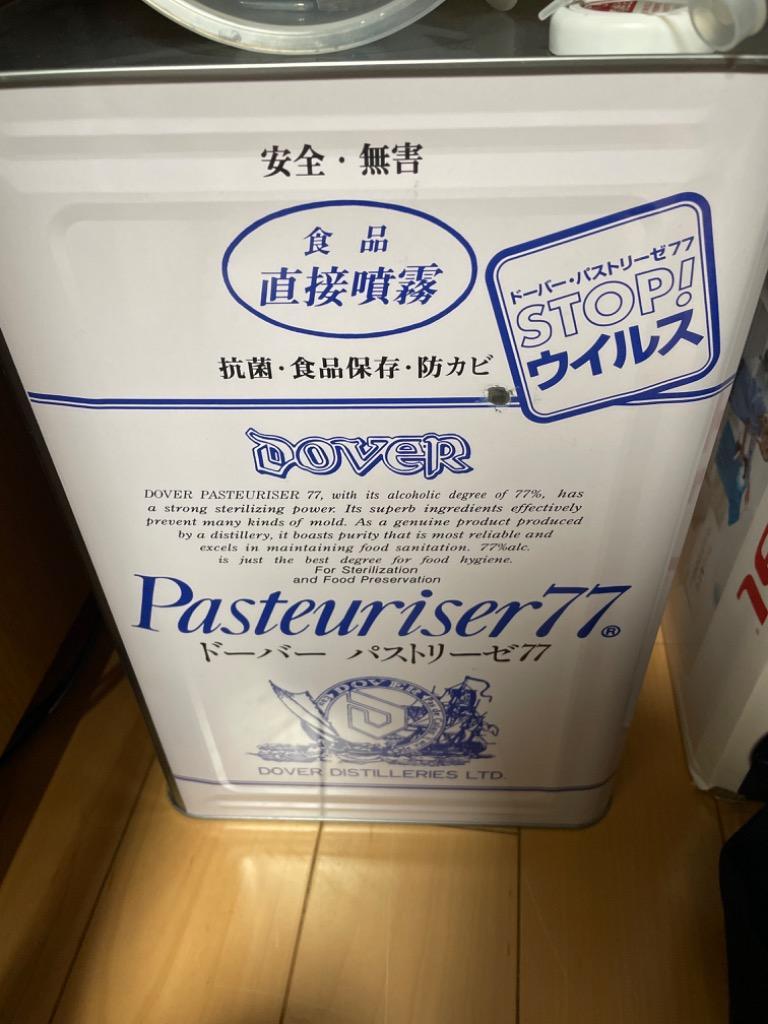 安全・無害
食品
直接噴霧
ドーバー・パストリーゼ77
STOP!
ウイルス
抗菌・食品保存・防カビ
DOVER
DOVER PASTEURISER 77, with its alcoholic degree of 77%, has
a strong sterilizing power. Its superb ingredients effectively
prevent many kinds of mold. As a genuine product produced
by a distillery, it boasts purity that is most reliable and
excels in maintaining food sanitation. 77%alc.
is just the best degree for food hygiene.
For Sterilization
and Food Preservation
Pasteuriser77®
ドーバー パストリーゼ77
DOVER
DOVER DISTILLERIES LTD.